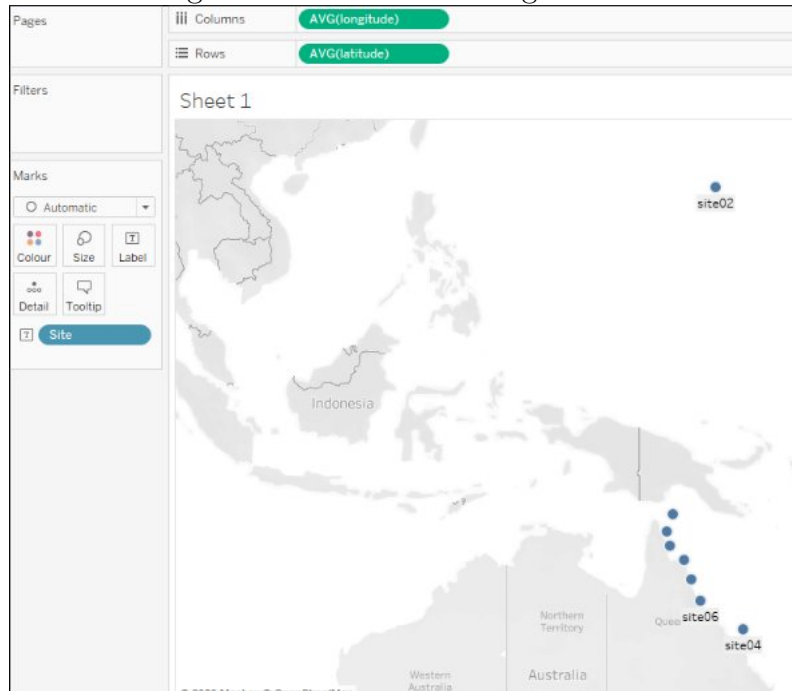 Pages
Columns
AVG(longitude)
Rows
AVG(latitude)
Filters
Sheet 1
Marks
Automatic
Colour
Size
Label
Detail
Tooltip
Site
site02
Indonesia
Northern
Territory
site06
site04
Western
Australia
Australia